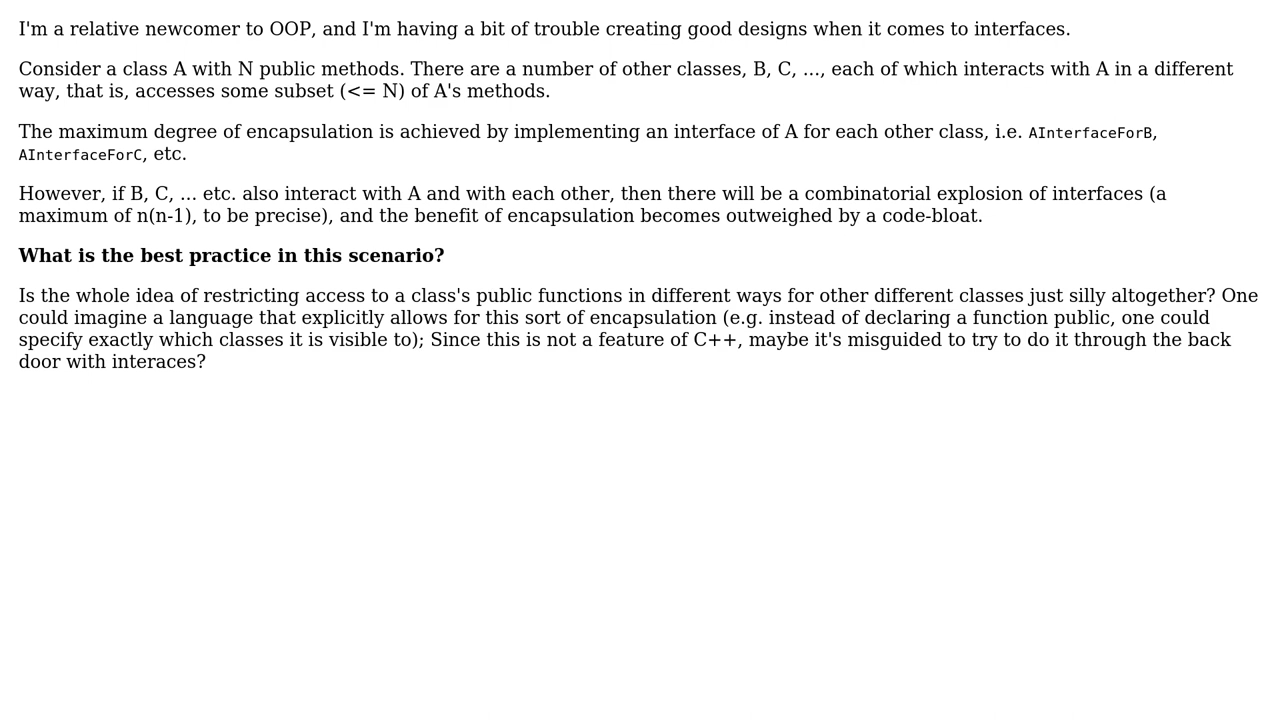 I'm a relative newcomer to OOP, and I'm having a bit of trouble creating good designs when it comes to interfaces.
Consider a class A with N public methods. There are a number of other classes, B, C, ..., each of which interacts with A in a different
way, that is, accesses some subset (<= N) of A's methods.
The maximum degree of encapsulation is achieved by implementing an interface of A for each other class, i.e. AInterfaceForB,
AInterfaceForC, etc.
However, if B, C, ... etc. also interact with A and with each other, then there will be a combinatorial explosion of interfaces (a
maximum of n(n-1), to be precise), and the benefit of encapsulation becomes outweighed by a code-bloat.
What is the best practice in this scenario?
Is the whole idea of restricting access to a class's public functions in different ways for other different classes just silly altogether? One
could imagine a language that explicitly allows for this sort of encapsulation (e.g. instead of declaring a function public, one could
specify exactly which classes it is visible to); Since this is not a feature of C++, maybe it's misguided to try to do it through the back
door with interaces?